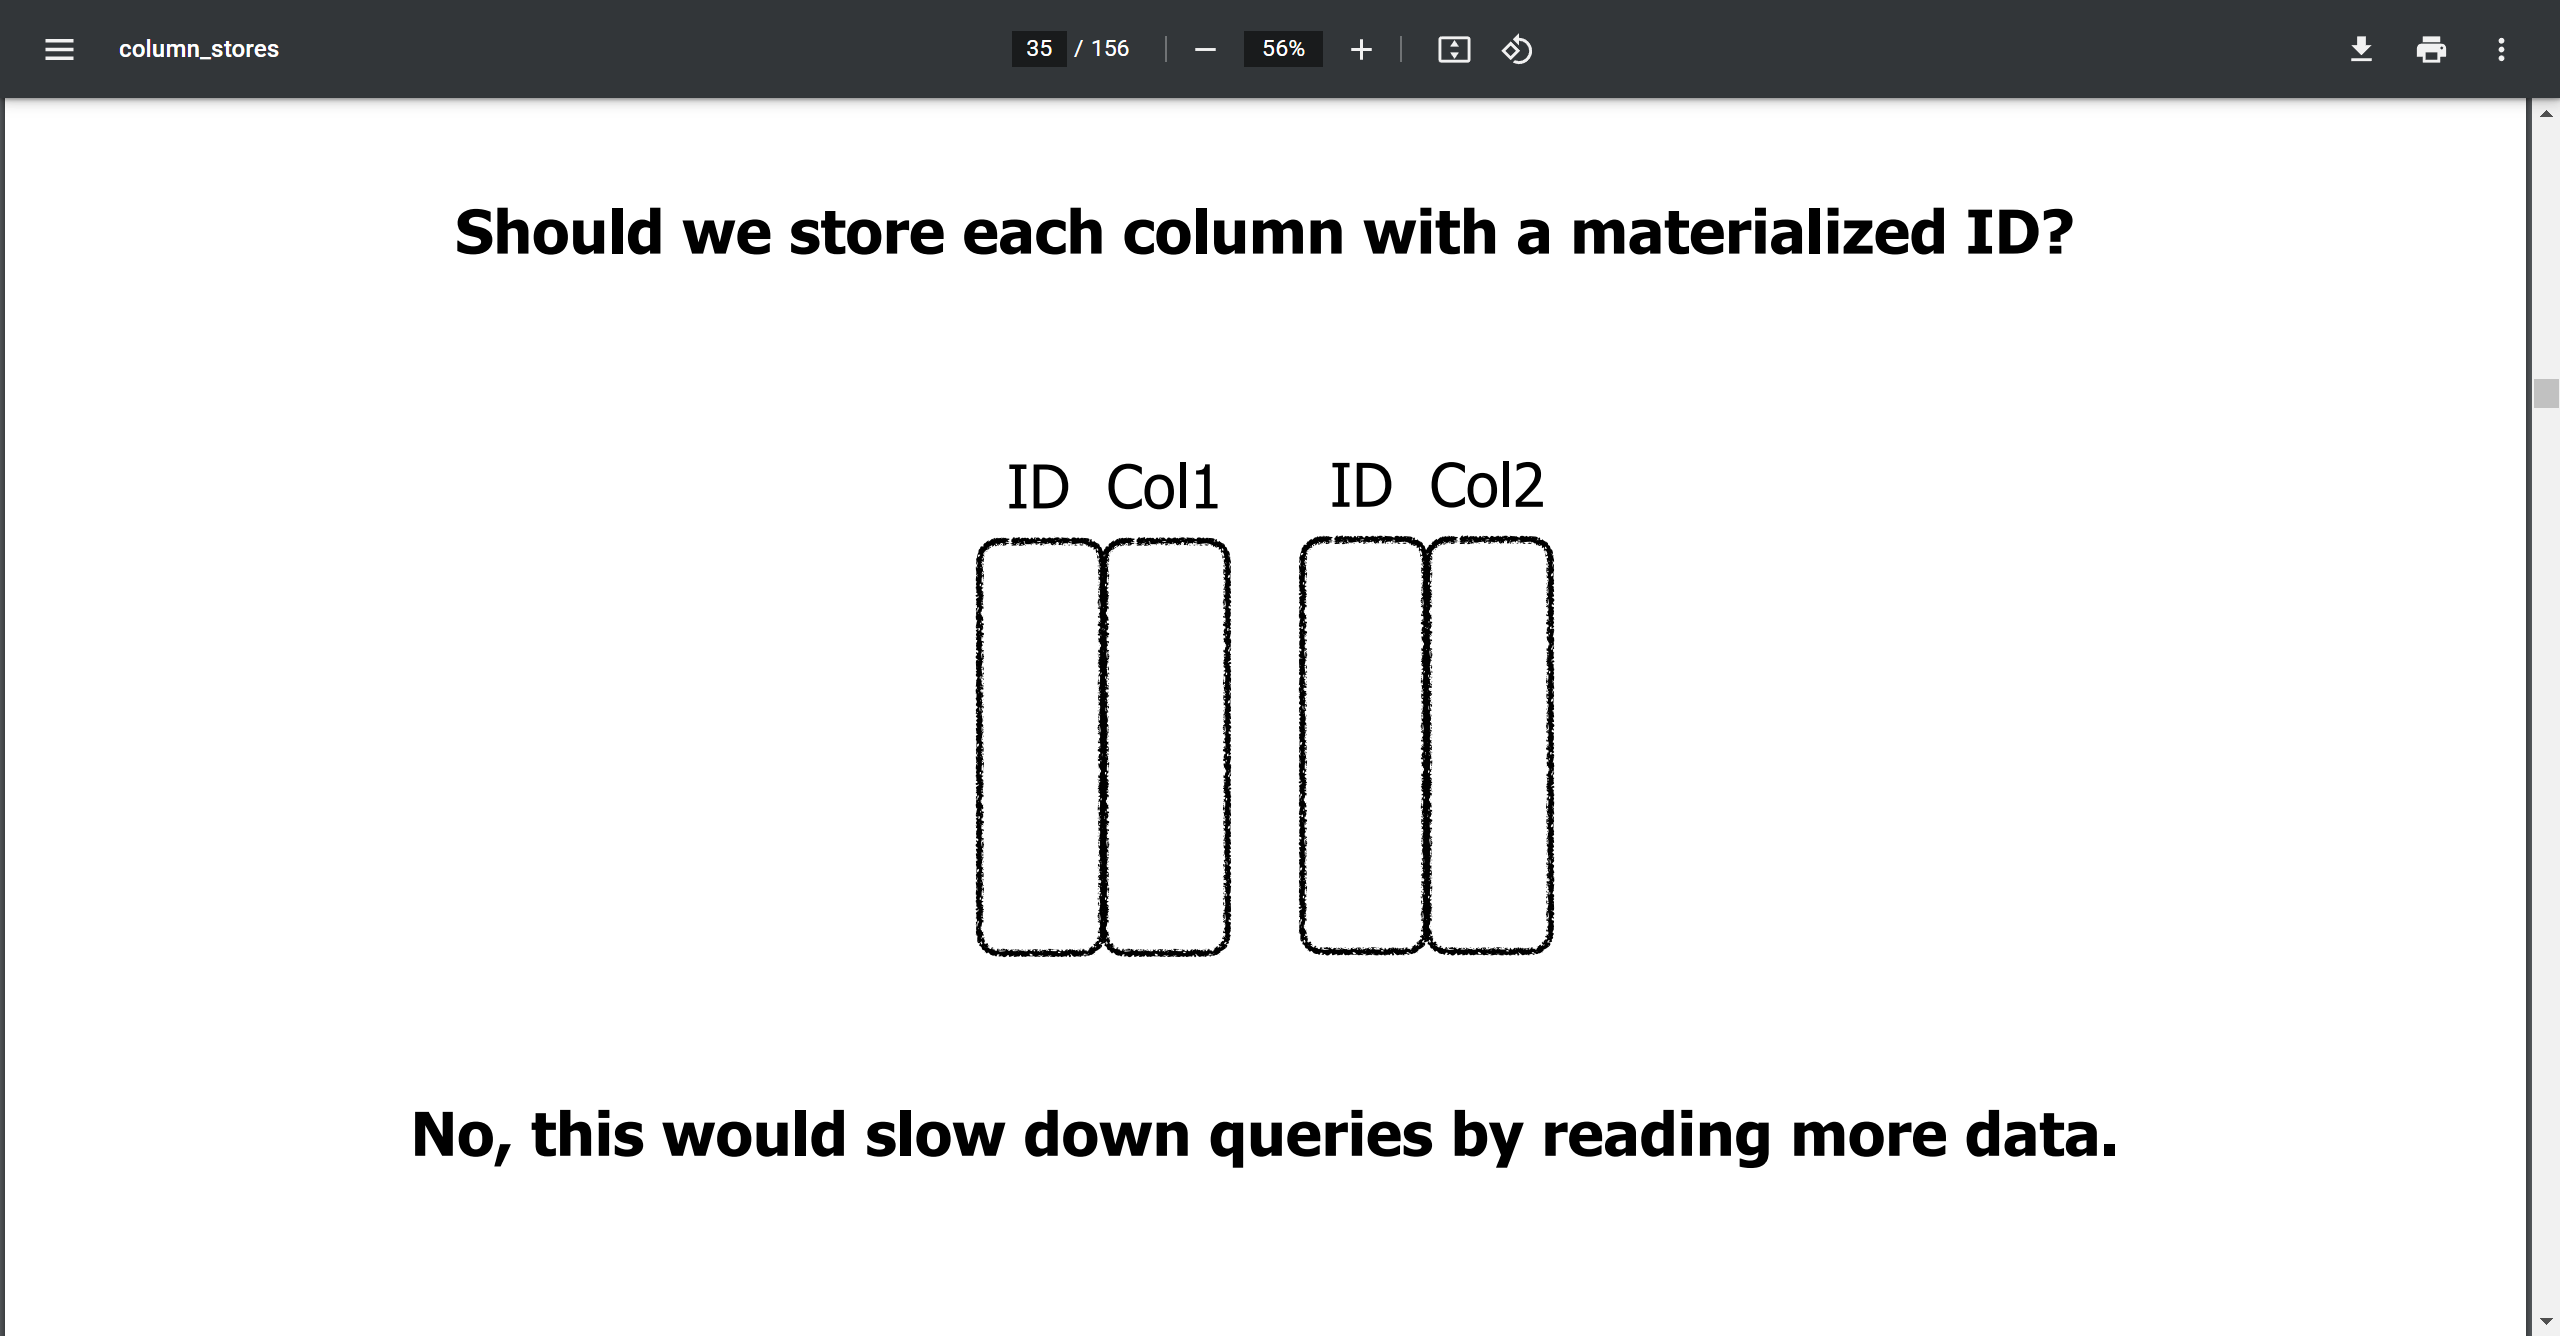 column_stores
35 / 156
56%
Should we store each column with a materialized ID?
ID Col1 ID Col2
No, this would slow down queries by reading more data.